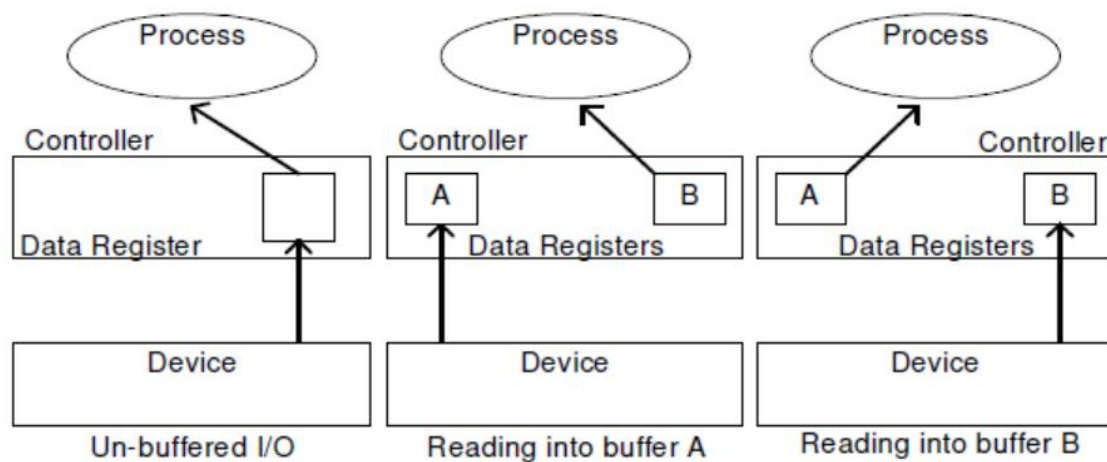 Process Process Process
Controller Controller Controller
A B A B
Data Register Data Registers Data Registers
Device Device Device
Un-buffered I/O Reading into buffer A Reading into buffer B